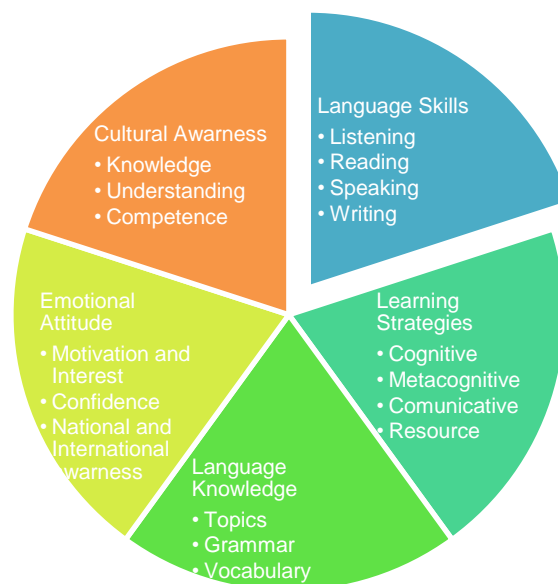 Language Skills
• Listening
• Reading
• Speaking
• Writing
Learning
Strategies
• Cognitive
• Metacognitive
• Comunicative
• Resource
Language
Knowledge
• Topics
• Grammar
• Vocabulary
Emotional
Attitude
• Motivation and
Interest
• Confidence
• National and
International
awarness
Cultural Awarness
• Knowledge
• Understanding
• Competence